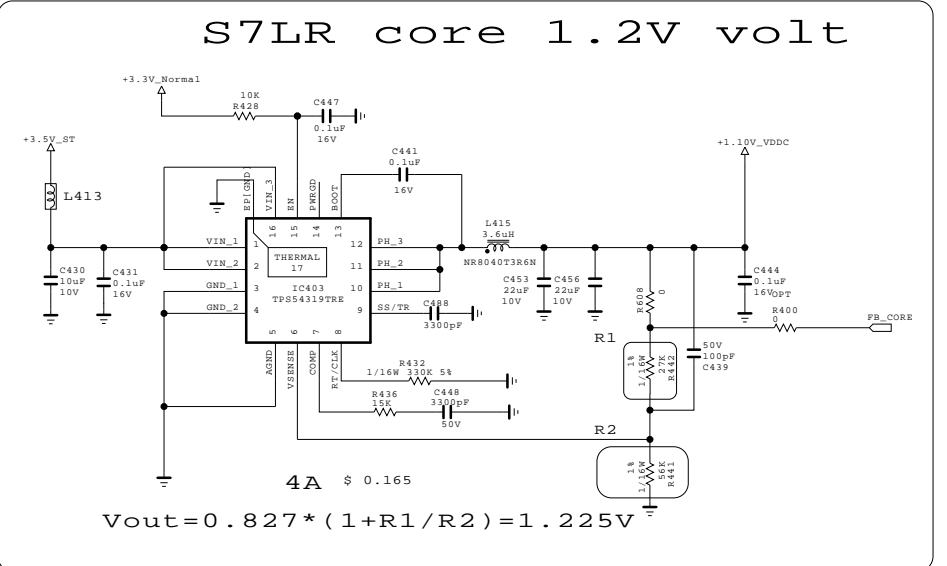 S7LR core 1.2V volt
+3.3V_Normal
10K
R428
C447
0.1uF
16V
+3.5V_ST
L413
C441
0.1uF
16V
+1.10V_VDDC
EP[GND]
VIN_3
EN
PWRGD
BOOT
16
15
14
13
VIN_1
1
VIN_2
2
GND_1
3
GND_2
4
THERMAL
17
IC403
TPS54319TRE
12
PH_3
11
PH_2
10
PH_1
9
SS/TR
5
6
7
8
AGND
VSENSE
COMP
RT/CLK
C430
10uF
10V
C431
0.1uF
16V
L415
3.6uH
NR8040T3R6N
C453
22uF
10V
C456
22uF
10V
R608
0
C444
0.1uF
16V
OPT
R400
0
FB_CORE
C488
3300pF
R1
1%
1/16W
27K
R442
50V
100pF
C439
R432
1/16W 330K 5%
R436
15K
C448
3300pF
50V
R2
1%
1/16W
56K
R441
4A
$ 0.165
Vout=0.827*(1+R1/R2)=1.225V